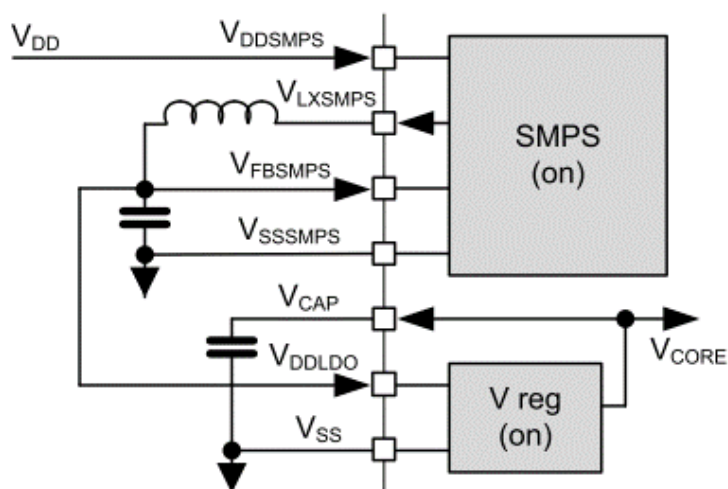 VDD
VDDSMPS
VLXSMPS
SMPS
(on)
VFBSMPS
VSSSMPS
VCAP
VCORE
VDDLDO
V reg
(on)
VSS